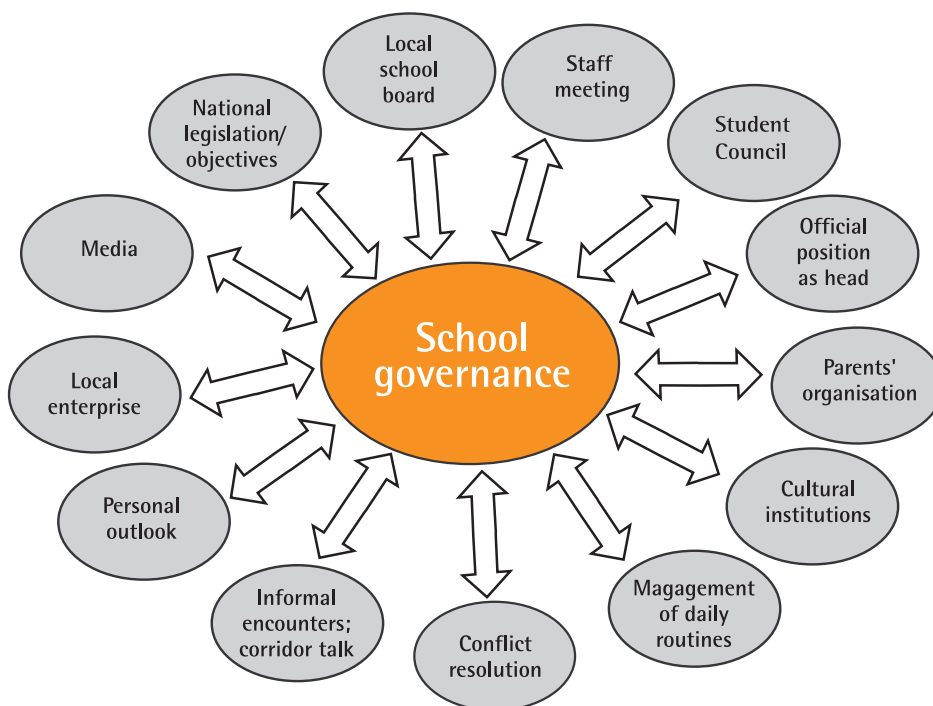 Local
school
board
Staff
meeting
National
legislation/
objectives
Student
Council
Media
Official
position
as head
School
governance
Local
enterprise
Parents'
organisation
Personal
outlook
Cultural
institutions
Informal
encounters;
corridor talk
Conflict
resolution
Magagement
of daily
routines